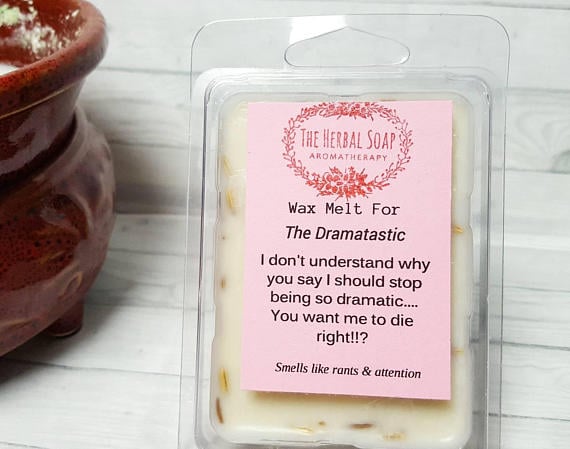 THE HERBAL SOAP
AROMATHERAPY
Wax Melt For
The Dramatastic
I don't understand why
you say I should stop
being so dramatic....
You want me to die
right!!?
Smells like rants & attention